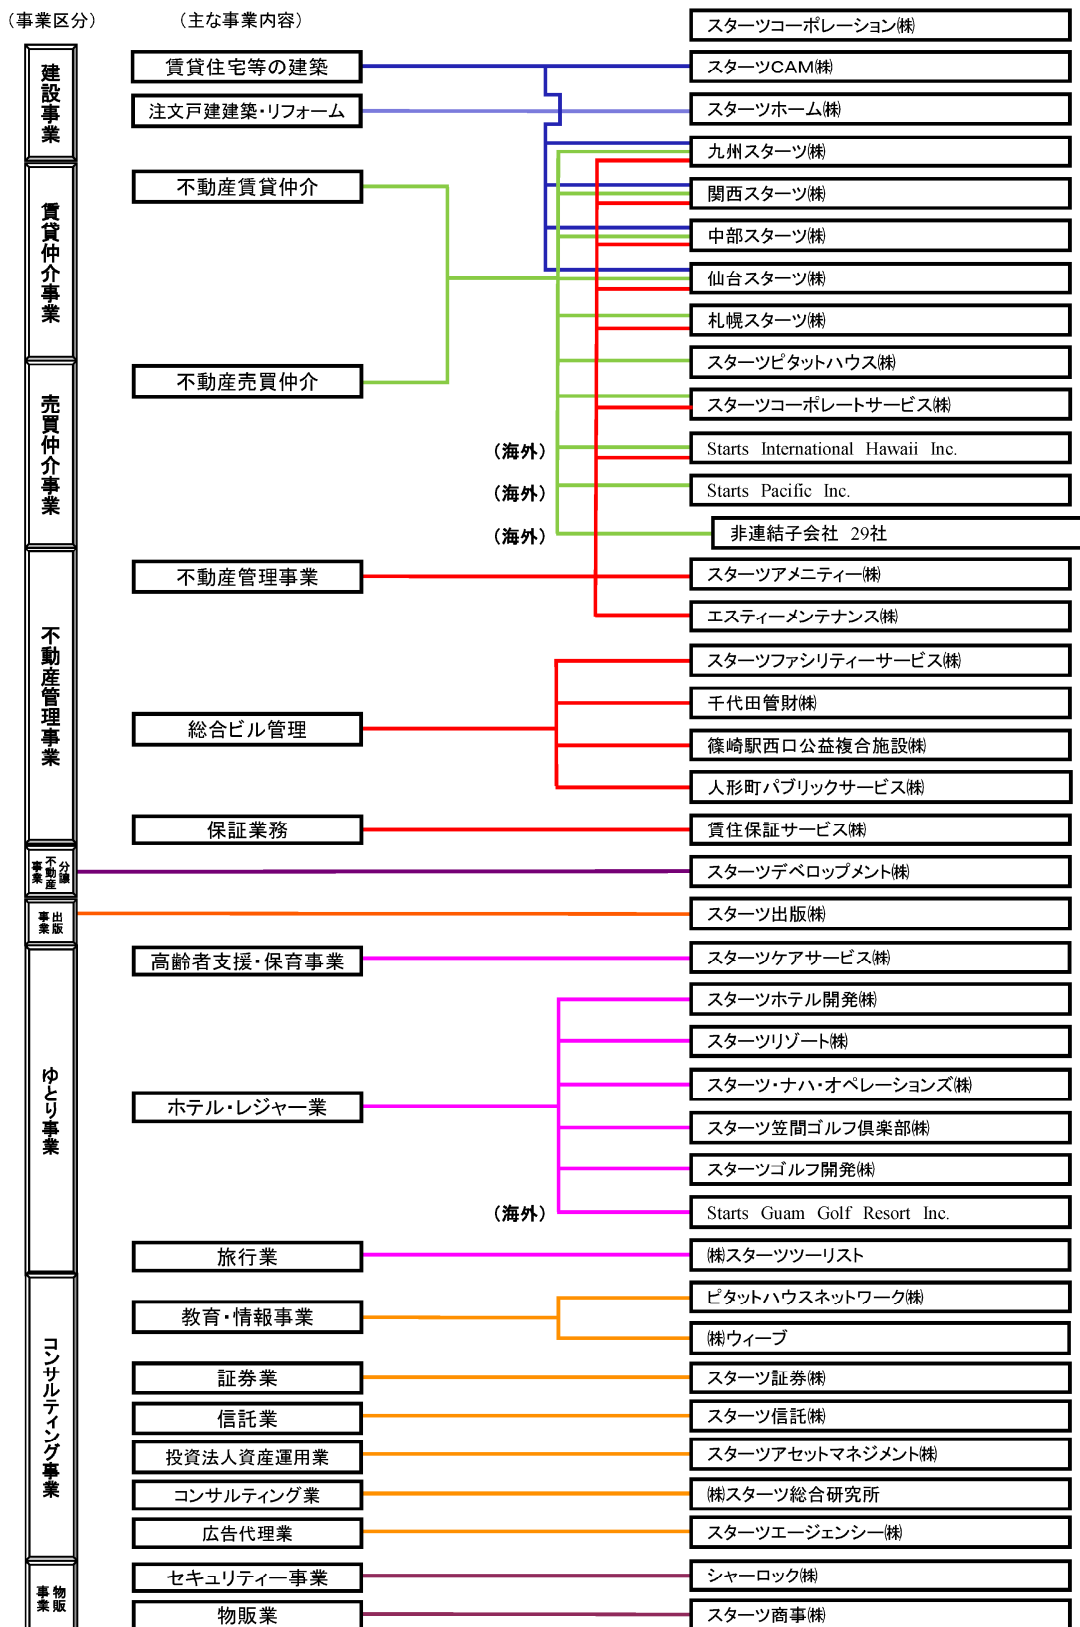 （事業区分）
（主な事業内容）
スターツコーポレーション㈱
建設事業
賃貸住宅等の建築
スターツCAM㈱
注文戸建建築・リフォーム
スターツホーム㈱
九州スターツ㈱
賃貸仲介事業
不動産賃貸仲介
関西スターツ㈱
中部スターツ㈱
仙台スターツ㈱
札幌スターツ㈱
スターツピタットハウス㈱
売買仲介事業
不動産売買仲介
スターツコーポレートサービス㈱
（海外）
Starts International Hawaii Inc.
（海外）
Starts Pacific Inc.
（海外）
非連結子会社 29社
不動産管理事業
不動産管理事業
スターツアメニティー㈱
エスティーメンテナンス㈱
スターツファシリティーサービス㈱
千代田管財㈱
総合ビル管理
篠崎駅西口公益複合施設㈱
人形町パブリックサービス㈱
保証業務
賃住保証サービス㈱
分譲不動産事業
スターツデベロップメント㈱
出版事業
スターツ出版㈱
ゆとり事業
高齢者支援・保育事業
スターツケアサービス㈱
スターツホテル開発㈱
スターツリゾート㈱
ホテル・レジャー業
スターツ・ナハ・オペレーションズ㈱
スターツ笠間ゴルフ倶楽部㈱
スターツゴルフ開発㈱
（海外）
Starts Guam Golf Resort Inc.
旅行業
㈱スターツツーリスト
コンサルティング事業
教育・情報事業
ピタットハウスネットワーク㈱
㈱ウィーブ
証券業
スターツ証券㈱
信託業
スターツ信託㈱
投資法人資産運用業
スターツアセットマネジメント㈱
コンサルティング業
㈱スターツ総合研究所
広告代理業
スターツエージェンシー㈱
物販事業
セキュリティー事業
シャーロック㈱
物販業
スターツ商事㈱